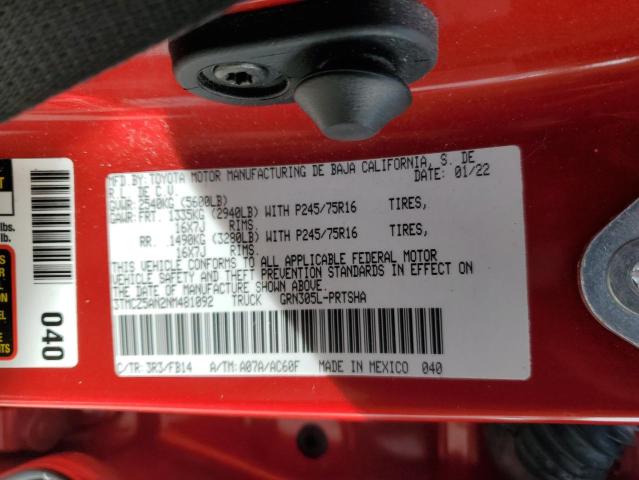 MFD.BY:TOYOTA MOTOR MANUFACTURING DE BAJA CALIFORNIA, S. DE
R.L. DE C.V. DATE: 01/22
GVWR: 2540KG (5600LB)
GAWR:FRT. 1335KG (2940LB) WITH P245/75R16 TIRES,
16X7J RIMS,
RR. 1490KG (3290LB) WITH P245/75R16 TIRES,
16X7J RIMS
THIS VEHICLE CONFORMS TO ALL APPLICABLE FEDERAL MOTOR
VEHICLE SAFETY AND THEFT PREVENTION STANDARDS IN EFFECT ON
THE DATE OF MANUFACTURE SHOWN ABOVE.
3TMCZ5AN2NM481092 TRUCK GRN305L-PRTSHA
C/TR: 3R3/FB14 A/TM: A07A/AC60F MADE IN MEXICO 040
lbs.
lb.
040